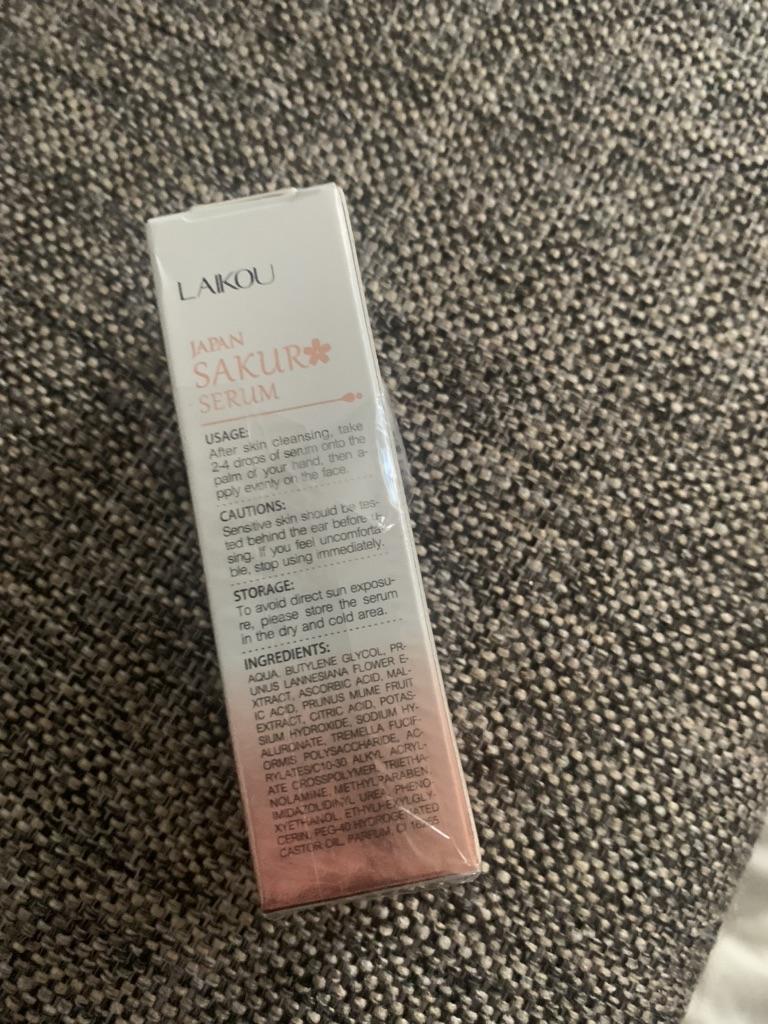 LAIKOU
JAPAN
SAKURA
SERUM
USAGE:
After skin cleansing, take
2-4 drops of serum onto the
palm of your hand, then a-
pply evenly on the face.
CAUTIONS:
Sensitive skin should be tes-
ted behind the ear before u-
sing. If you feel uncomforta-
ble, stop using immediately.
STORAGE:
To avoid direct sun exposu-
re, please store the serum
in the dry and cold area.
INGREDIENTS:
AQUA, BUTYLENE GLYCOL, PR-
UNUS LANNESIANA FLOWER E-
XTRACT, ASCORBIC ACID, MAL-
IC ACID, PRUNUS MUME FRUIT
EXTRACT, CITRIC ACID, POTAS-
SIUM HYDROXIDE, SODIUM HY-
ALURONATE, TREMELLA FUCIF-
ORMIS POLYSACCHARIDE, AC-
RYLATES/C10-30 ALKYL ACRYL-
ATE CROSSPOLYMER, TRIETHA-
NOLAMINE, METHYLPARABEN,
IMIDAZOLIDINYL UREA, PHENO-
XYETHANOL, ETHYLHEXYLGLY-
CERIN, PEG-40 HYDROGENATED
CASTOR OIL, PARFUM, CI 16255